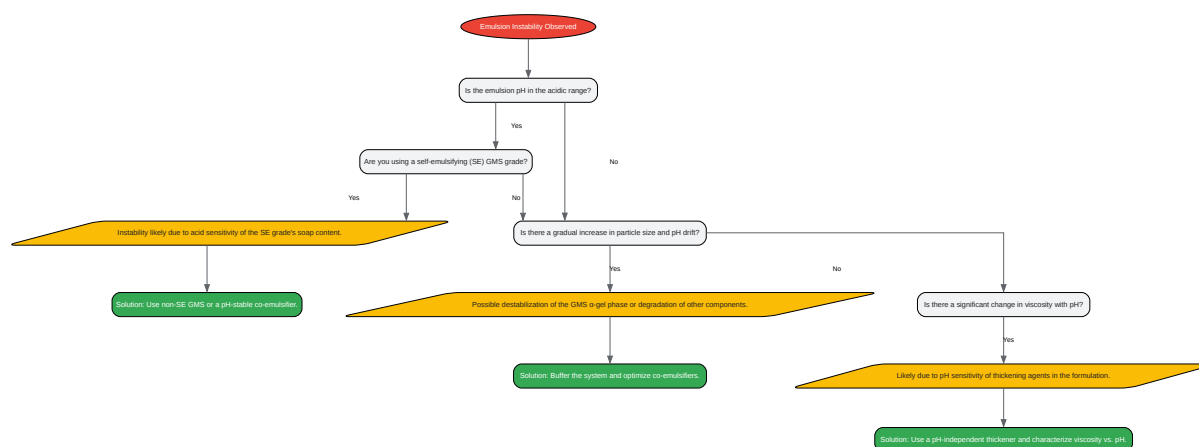 Emulsion Instability Observed
Is the emulsion pH in the acidic range?
Yes
Are you using a self-emulsifying (SE) GMS grade?
No
Yes
No
Instability likely due to acid sensitivity of the SE grade's soap content.
Is there a gradual increase in particle size and pH drift?
Yes
No
Solution: Use non-SE GMS or a pH-stable co-emulsifier.
Possible destabilization of the GMS α-gel phase or degradation of other components.
Is there a significant change in viscosity with pH?
Yes
Solution: Buffer the system and optimize co-emulsifiers.
Likely due to pH sensitivity of thickening agents in the formulation.
Solution: Use a pH-independent thickener and characterize viscosity vs. pH.